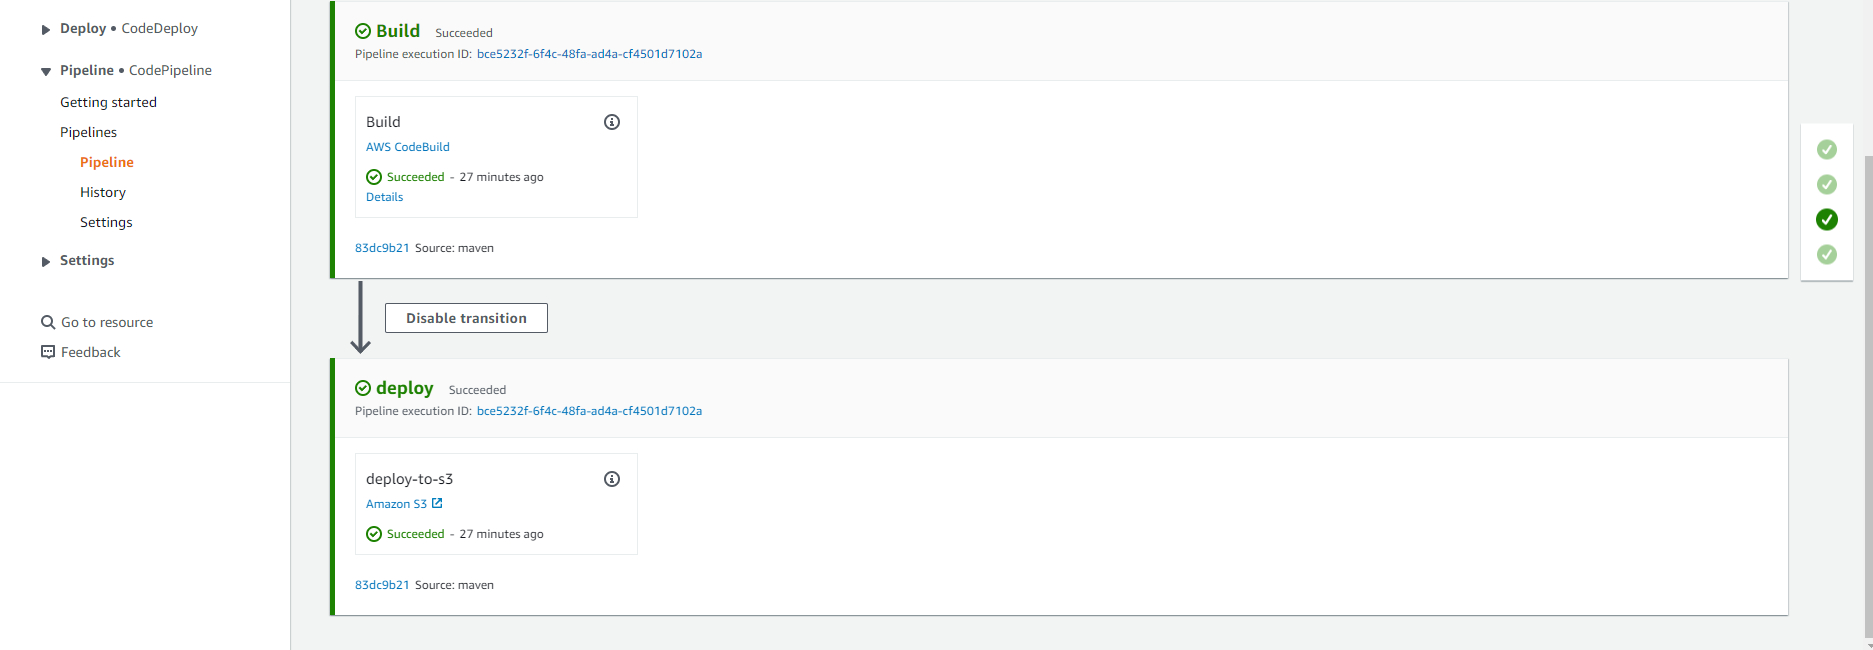 Deploy • CodeDeploy
Pipeline • CodePipeline
Getting started
Pipelines
Pipeline
History
Settings
Settings
Go to resource
Feedback
Build Succeeded
Pipeline execution ID: bce5232f-6f4c-48fa-ad4a-cf4501d7102a
Build
AWS CodeBuild
Succeeded - 27 minutes ago
Details
83dc9b21 Source: maven
Disable transition
deploy Succeeded
Pipeline execution ID: bce5232f-6f4c-48fa-ad4a-cf4501d7102a
deploy-to-s3
Amazon S3
Succeeded - 27 minutes ago
83dc9b21 Source: maven